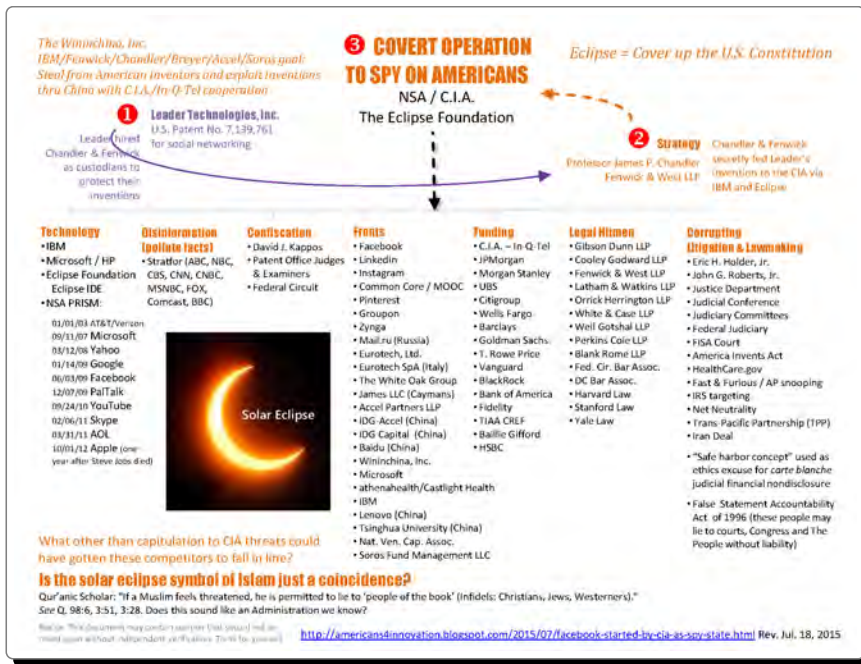 The Wininchina, Inc.
IBM/Fenwick/Chandler/Breyer/Accel/Soros goal:
Steal from American inventors and exploit inventions
thru China with C.I.A./In-Q-Tel cooperation
3 COVERT OPERATION
TO SPY ON AMERICANS
NSA / C.I.A.
The Eclipse Foundation
Eclipse = Cover up the U.S. Constitution
1 Leader Technologies, Inc.
U.S. Patent No. 7,139,761
for social networking
Leader hired
Chandler & Fenwick
as custodians to
protect their
inventions
2 Strategy
Professor James P. Chandler
Fenwick & West LLP
Chandler & Fenwick
secretly fed Leader's
invention to the CIA via
IBM and Eclipse
Technology
• IBM
• Microsoft / HP
• Eclipse Foundation
Eclipse IDE
• NSA PRISM:
01/01/03 AT&T/Verizon
09/11/07 Microsoft
03/12/08 Yahoo
01/14/09 Google
06/03/09 Facebook
12/07/09 PalTalk
09/24/10 YouTube
02/06/11 Skype
03/31/11 AOL
10/01/12 Apple (one
year after Steve Jobs died)
Disinformation
(pollute facts)
• Stratfor (ABC, NBC,
CBS, CNN, CNBC,
MSNBC, FOX,
Comcast, BBC)
Confiscation
• David J. Kappos
• Patent Office Judges
& Examiners
• Federal Circuit
Solar Eclipse
Fronts
• Facebook
• LinkedIn
• Instagram
• Common Core / MOOC
• Pinterest
• Groupon
• Zynga
• Mail.ru (Russia)
• Eurotech, Ltd.
• Eurotech SpA (Italy)
• The White Oak Group
• James LLC (Caymans)
• Accel Partners LLP
• IDG-Accel (China)
• IDG Capital (China)
• Baidu (China)
• Wininchina, Inc.
• Microsoft
• athenahealth/Castlight Health
• IBM
• Lenovo (China)
• Tsinghua University (China)
• Nat. Ven. Cap. Assoc.
• Soros Fund Management LLC
Funding
• C.I.A. – In-Q-Tel
• JPMorgan
• Morgan Stanley
• UBS
• Citigroup
• Wells Fargo
• Barclays
• Goldman Sachs
• T. Rowe Price
• Vanguard
• BlackRock
• Bank of America
• Fidelity
• TIAA CREF
• Baillie Gifford
• HSBC
Legal Hitmen
• Gibson Dunn LLP
• Cooley Godward LLP
• Fenwick & West LLP
• Latham & Watkins LLP
• Orrick Herrington LLP
• White & Case LLP
• Weil Gotshal LLP
• Perkins Coie LLP
• Blank Rome LLP
• Fed. Cir. Bar Assoc.
• DC Bar Assoc.
• Harvard Law
• Stanford Law
• Yale Law
Corrupting
Litigation & Lawmaking
• Eric H. Holder, Jr.
• John G. Roberts, Jr.
• Justice Department
• Judicial Conference
• Judiciary Committees
• Federal Judiciary
• FISA Court
• America Invents Act
• HealthCare.gov
• Fast & Furious / AP snooping
• IRS targeting
• Net Neutrality
• Trans-Pacific Partnership (TPP)
• Iran Deal
• "Safe harbor concept" used as
ethics excuse for carte blanche
judicial financial nondisclosure
• False Statement Accountability
Act of 1996 (these people may
lie to courts, Congress and The
People without liability)
What other than capitulation to CIA threats could
have gotten these competitors to fall in line?
Is the solar eclipse symbol of Islam just a coincidence?
Qur'anic Scholar: "If a Muslim feels threatened, he is permitted to lie to 'people of the book' (Infidels: Christians, Jews, Westerners)."
See Q. 98:6, 3:51, 3:28. Does this sound like an Administration we know?
This document may contain that should not be
relied upon without independent verification. Think for yourself.
http://americans4innovation.blogspot.com/2015/07/facebook-started-by-cia-as-spy-state.html Rev. Jul. 18, 2015